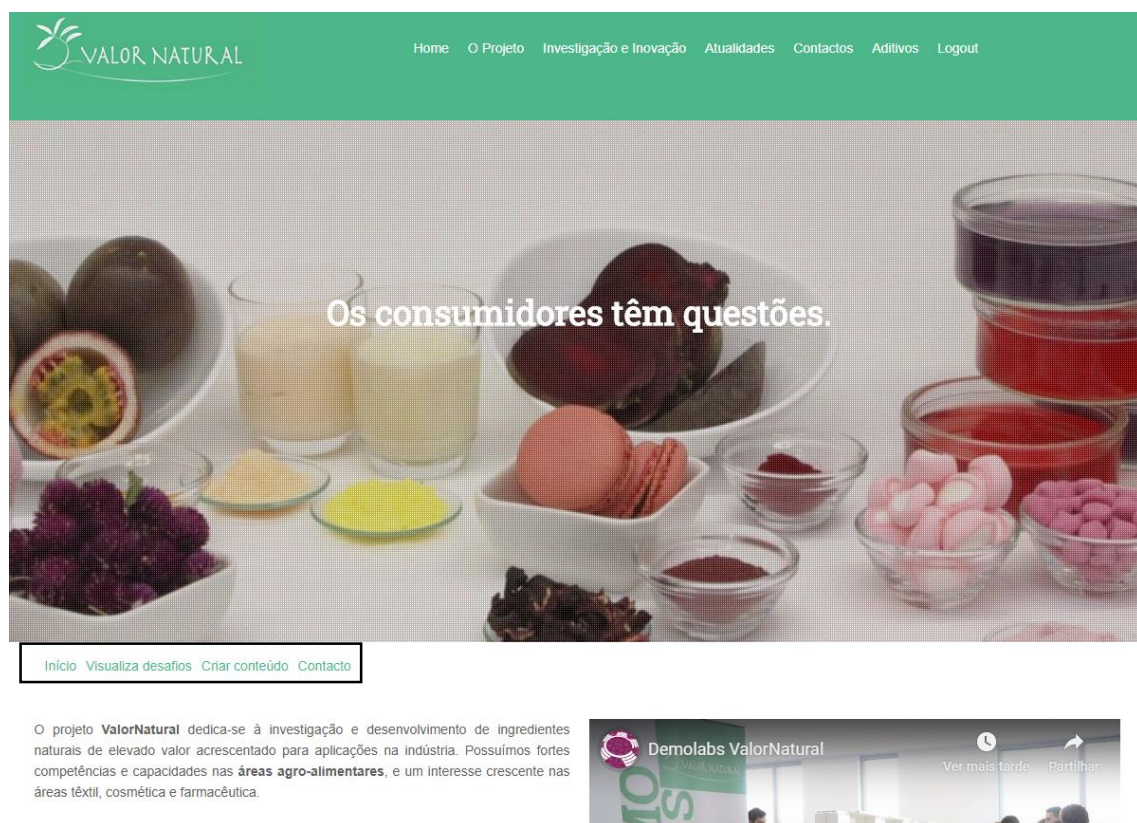 VALOR NATURAL
Home O Projeto Investigação e Inovação Atualidades Contactos Aditivos Logout
Os consumidores têm questões.
Início Visualiza desafios Criar conteúdo Contacto
O projeto ValorNatural dedica-se à investigação e desenvolvimento de ingredientes
naturais de elevado valor acrescentado para aplicações na indústria. Possuímos fortes
competências e capacidades nas áreas agro-alimentares, e um interesse crescente nas
áreas têxtil, cosmética e farmacêutica.
Demolabs ValorNatural
Ver mais tarde Partilhar
VALOR NATURAL